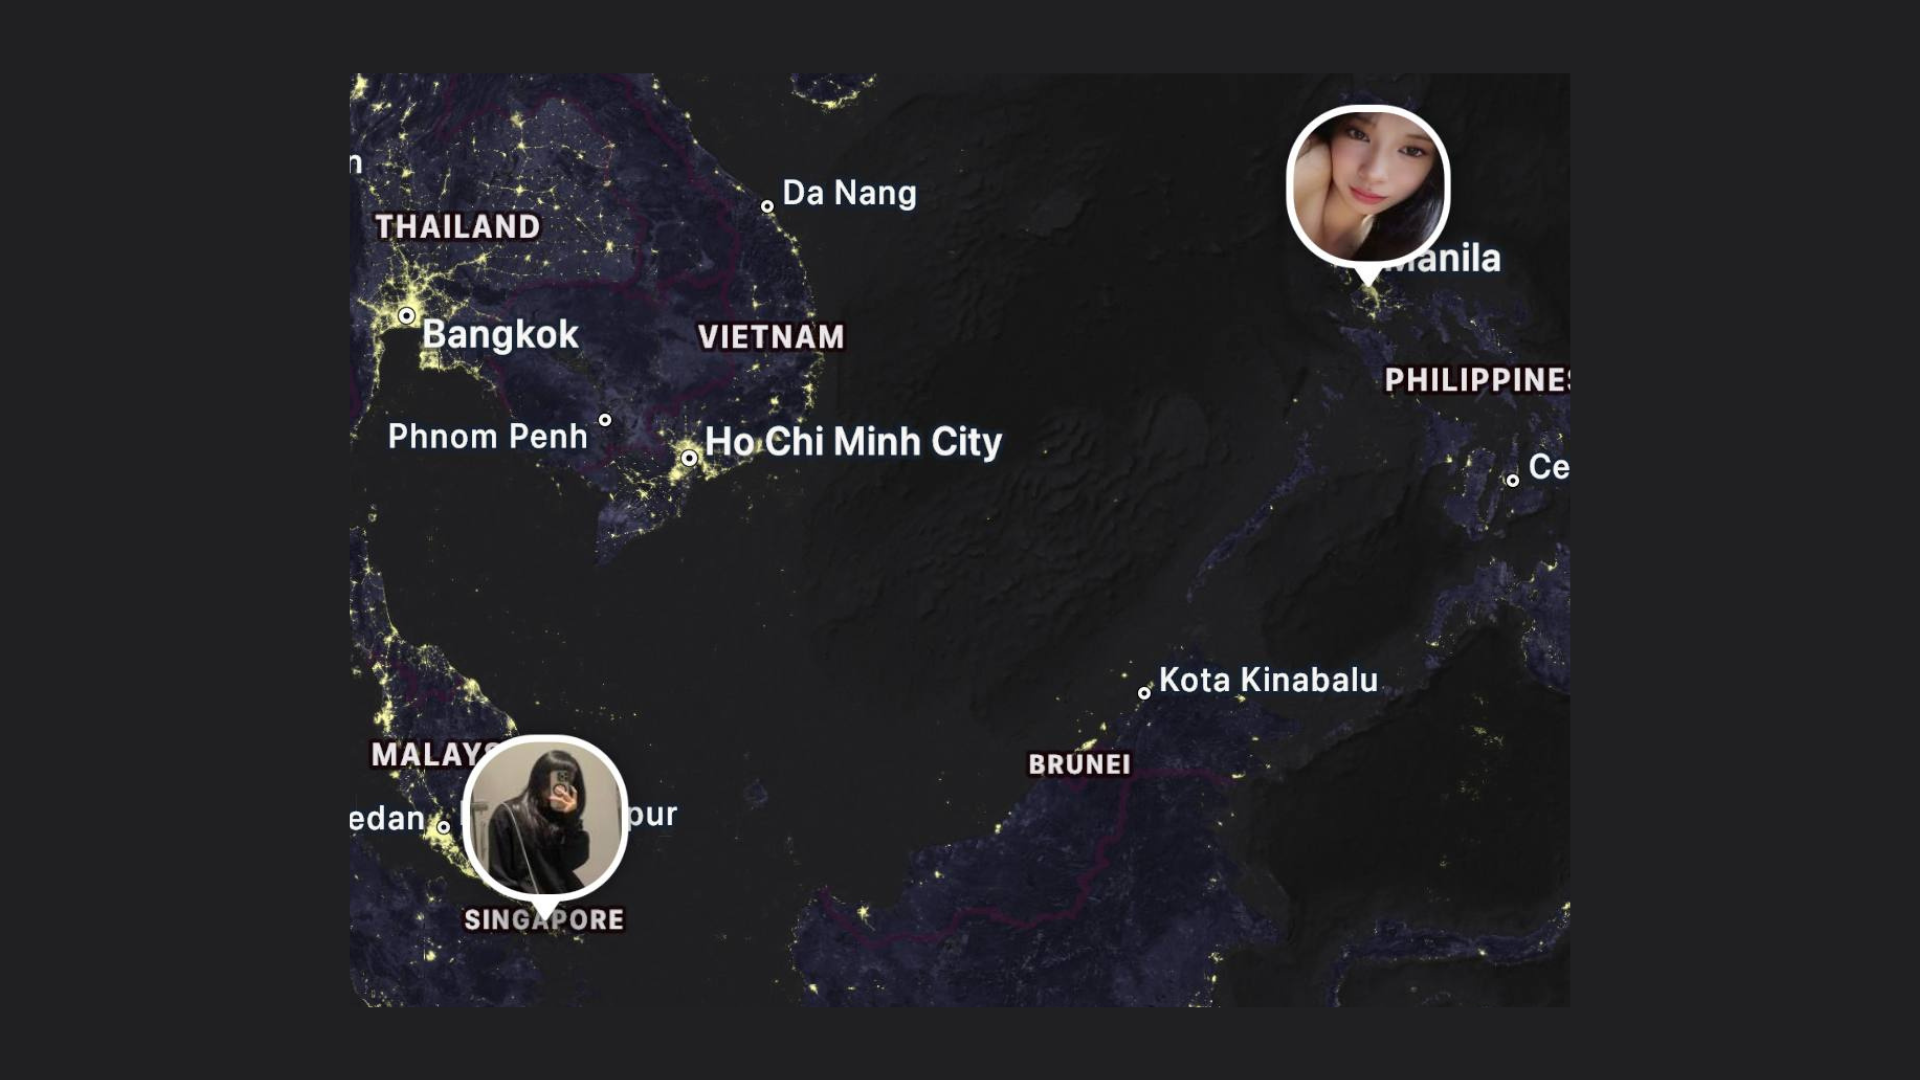 n
Da Nang
THAILAND
anila
Bangkok
VIETNAM
PHILIPPINES
Phnom Penh
Ho Chi Minh City
Ce
Kota Kinabalu
MALAYS
BRUNEI
edan
pur
SINGAPORE